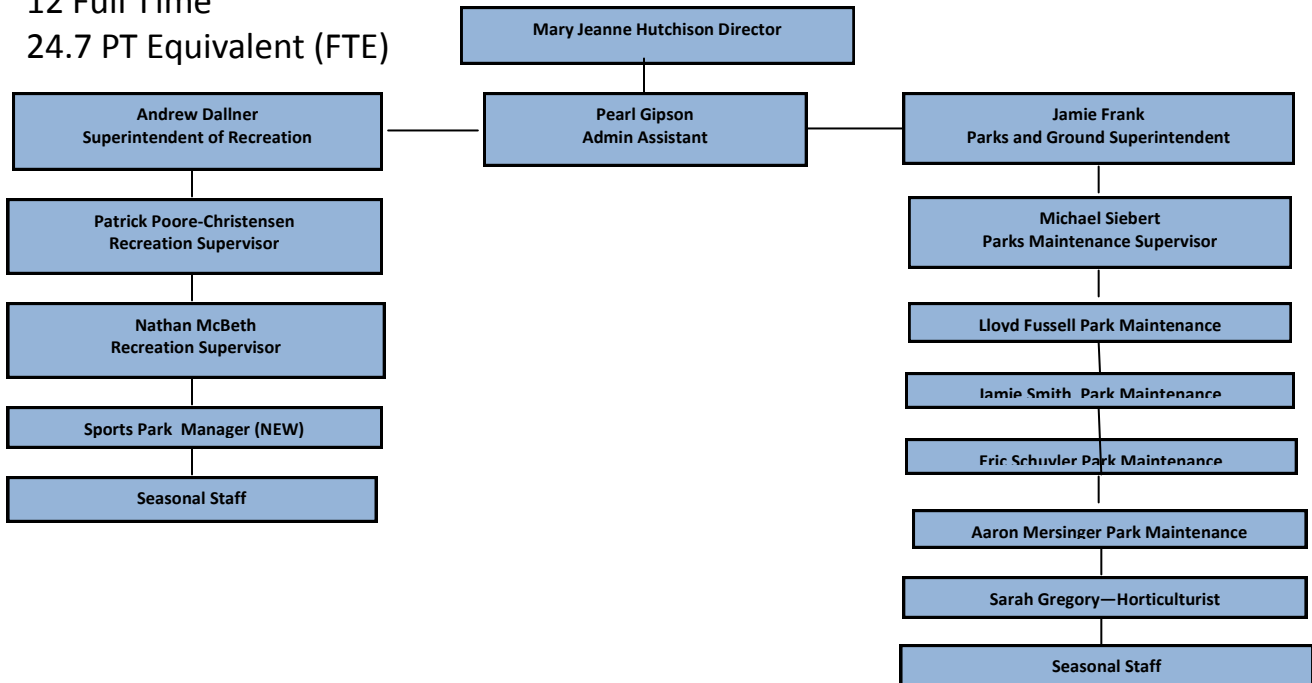 12 Full Time
24.7 PT Equivalent (FTE)
Mary Jeanne Hutchison Director
Andrew Dallner
Superintendent of Recreation
Pearl Gipson
Admin Assistant
Jamie Frank
Parks and Ground Superintendent
Patrick Poore-Christensen
Recreation Supervisor
Michael Siebert
Parks Maintenance Supervisor
Nathan McBeth
Recreation Supervisor
Lloyd Fussell Park Maintenance
Jamie Smith Park Maintenance
Sports Park Manager (NEW)
Eric Schuyler Park Maintenance
Seasonal Staff
Aaron Mersinger Park Maintenance
Sarah Gregory—Horticulturist
Seasonal Staff